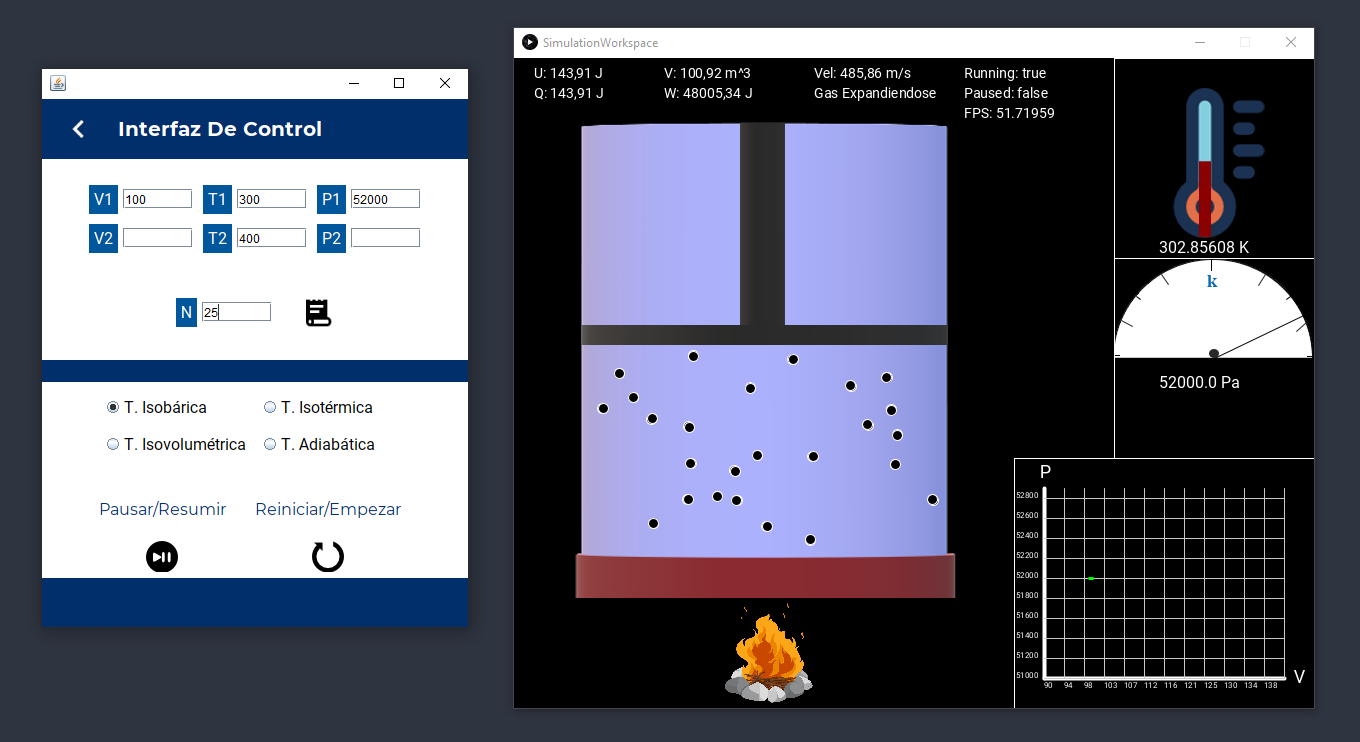 Interfaz De Control
V1 100 T1 300 P1 52000
V2 T2 400 P2
N 25
T. Isobárica T. Isotérmica
T. Isovolumétrica T. Adiabática
Pausar/Resumir Reiniciar/Empezar
SimulationWorkspace
U: 143,91 J V: 100,92 m^3 Vel: 485,86 m/s Running: true
Q: 143,91 J W: 48005,34 J Gas Expandiendose Paused: false
FPS: 51.71959
302.85608 K
k
52000.0 Pa
P
52800
52600
52400
52200
52000
51800
51600
51400
51200
51000
90 94 98 103 107 112 116 121 125 130 134 138
V